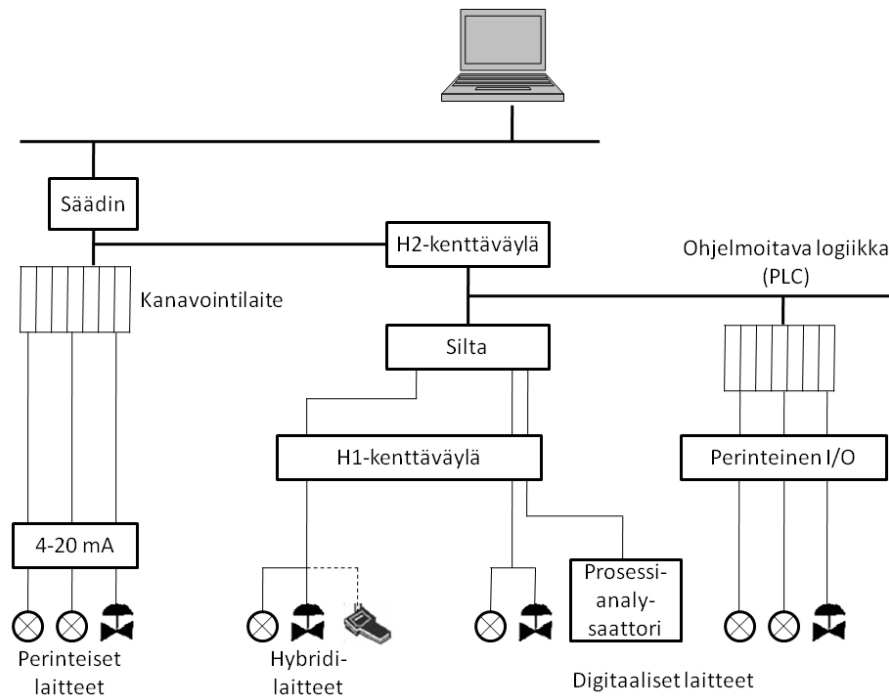 Säädin
H2-kenttäväylä
Ohjelmoitava logiikka
(PLC)
Kanavointilaite
Silta
H1-kenttäväylä
Perinteinen I/O
4-20 mA
Prosessi-
analy-
saattori
Perinteiset
laitteet
Hybridi-
laitteet
Digitaaliset laitteet